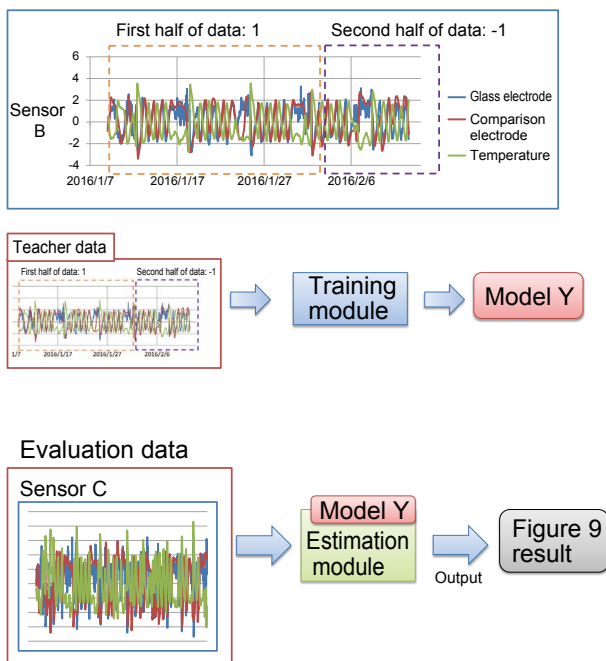 First half of data: 1
Second half of data: -1
6
4
2
0
-2
-4
Sensor
B
2016/1/7
2016/1/17
2016/1/27
2016/2/6
Glass electrode
Comparison
electrode
Temperature
Teacher data
First half of data: 1
Second half of data: -1
1/7
2016/1/17
2016/1/27
2016/2/6
Training
module
Model Y
Evaluation data
Sensor C
Model Y
Estimation
module
Output
Figure 9
result